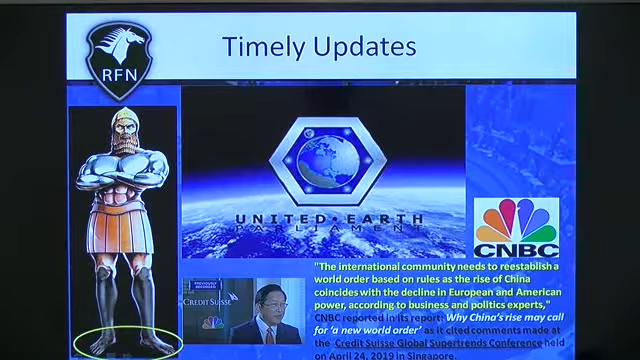 RFN
Timely Updates
UNITED•EARTH
PARLIAMENT
CNBC
PREVIOUSLY
RECORDED
CREDIT SUISSE
"The international community needs to reestablish a
world order based on rules as the rise of China
coincides with the decline in European and American
power, according to business and politics experts,"
CNBC reported in its report: Why China's rise may call
for 'a new world order' as it cited comments made at
the Credit Suisse Global Supertrends Conference held
on April 24, 2019 in Singapore.